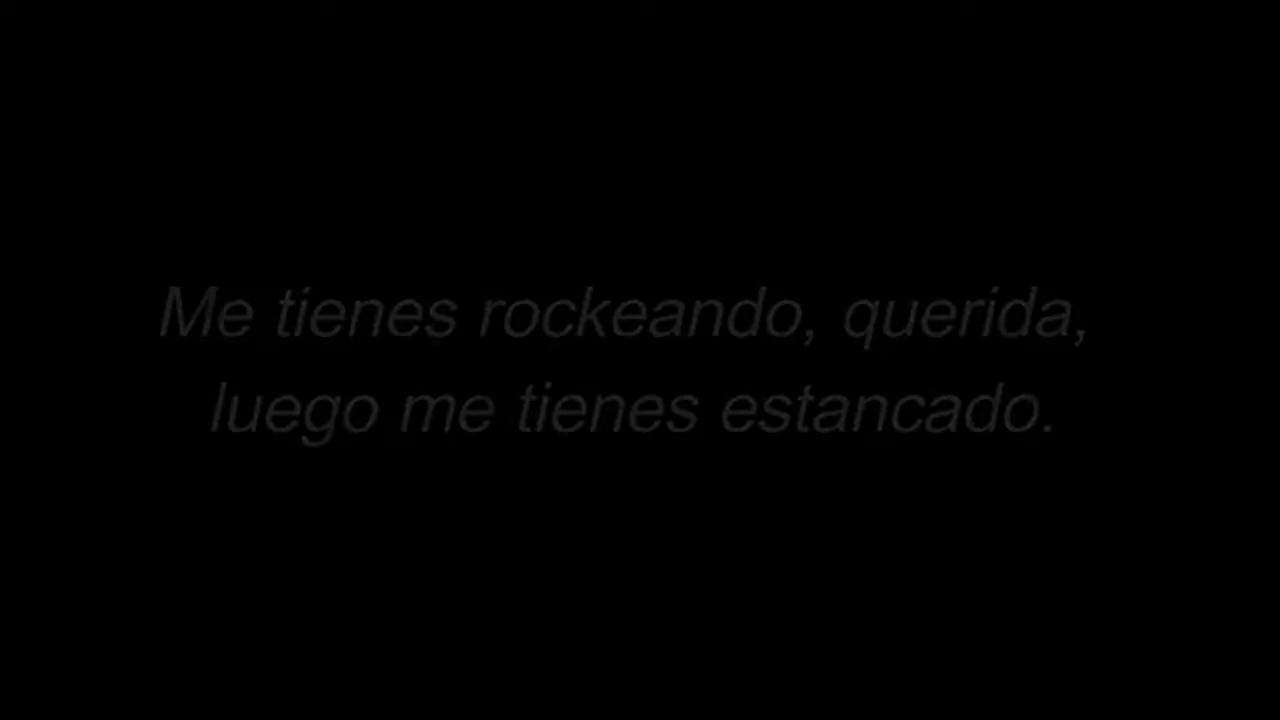 Me tienes rockeando, querida,
luego me tienes estancado.